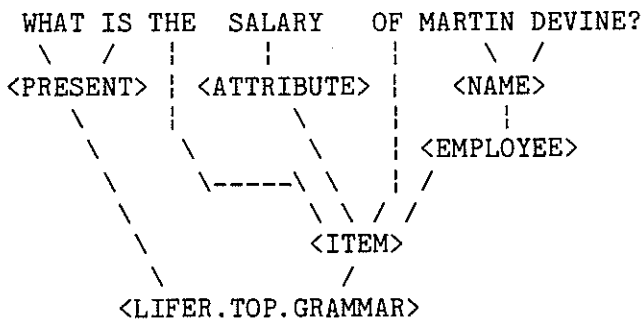 WHAT IS THE SALARY OF MARTIN DEVINE?
<PRESENT> <ATTRIBUTE> <NAME>
<EMPLOYEE>
<ITEM>
<LIFER.TOP.GRAMMAR>